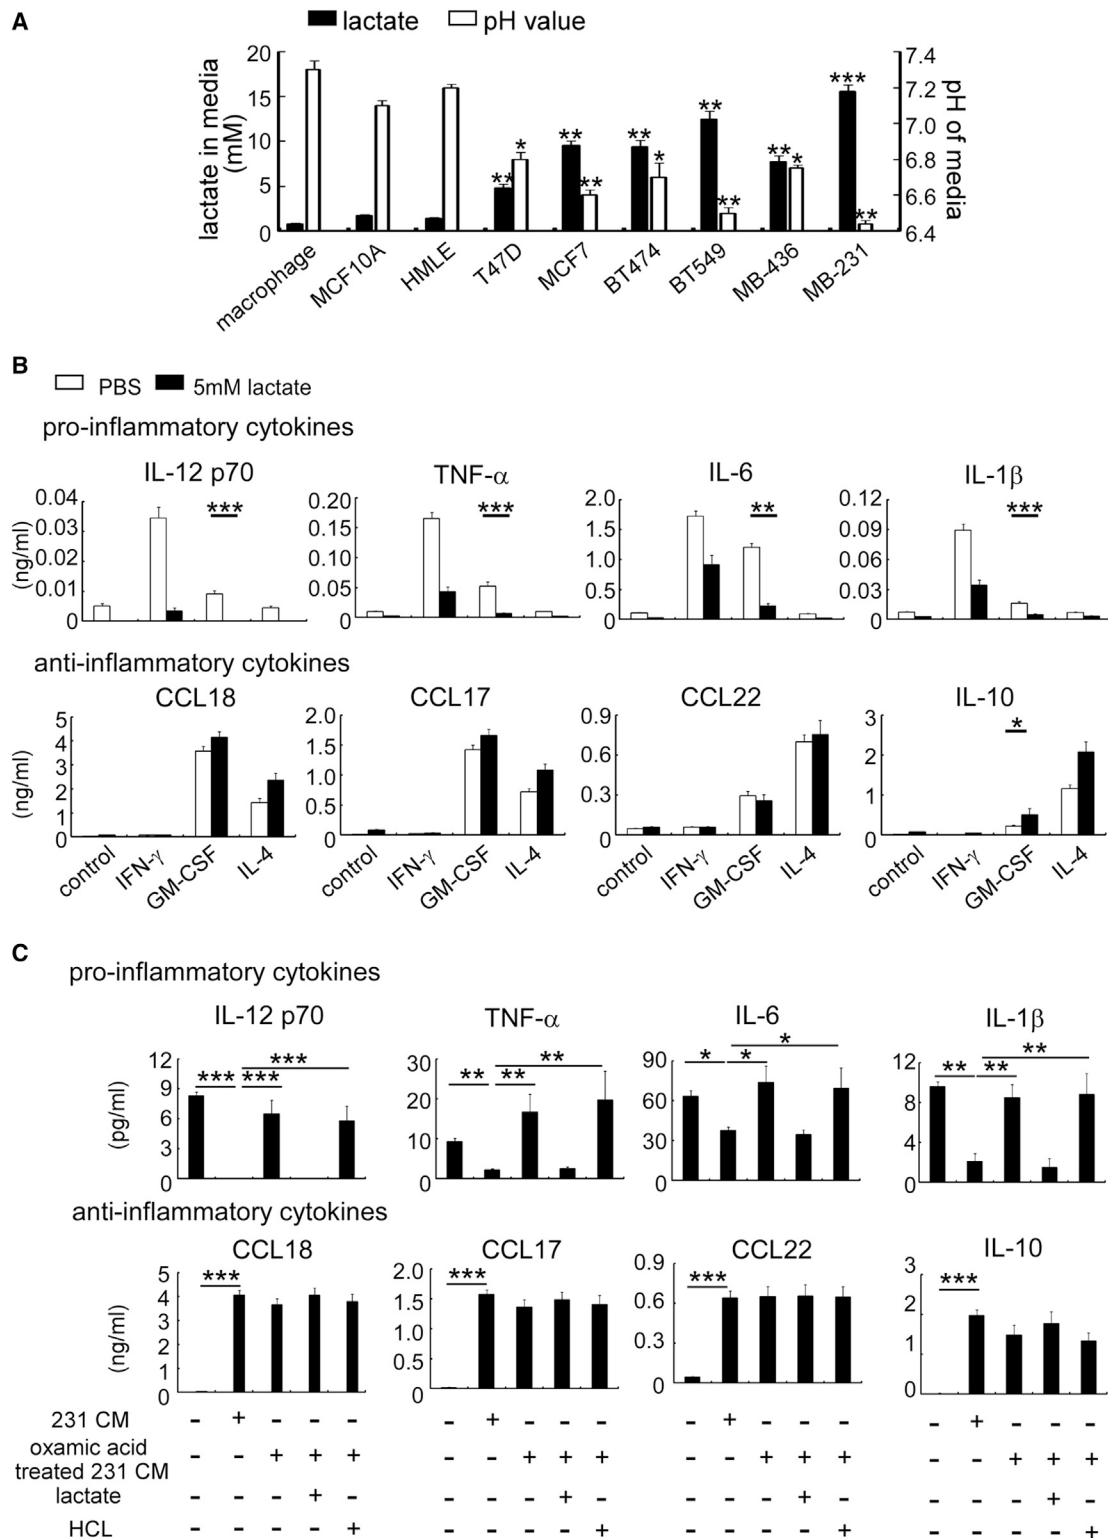 A
lactate pH value
lactate in media
(mM)
20
15
10
5
0
7.4
7.2
7.0
6.8
6.6
6.4
pH of media
** * ** ** ** * ** ** ** * *** **
macrophage MCF10A HMLE T47D MCF7 BT474 BT549 MB-436 MB-231
B
PBS 5mM lactate
pro-inflammatory cytokines
IL-12 p70 TNF-α IL-6 IL-1β
*** *** ** ***
(ng/ml)
0.04 0.03 0.02 0.01 0
0.20 0.15 0.10 0.05 0
2.0 1.5 1.0 0.5 0
0.12 0.09 0.06 0.03 0
anti-inflammatory cytokines
CCL18 CCL17 CCL22 IL-10
*
(ng/ml)
5 4 3 2 1 0
2.0 1.5 1.0 0.5 0
0.9 0.6 0.3 0
3 2 1 0
control IFN-γ GM-CSF IL-4 control IFN-γ GM-CSF IL-4 control IFN-γ GM-CSF IL-4 control IFN-γ GM-CSF IL-4
C
pro-inflammatory cytokines
IL-12 p70 TNF-α IL-6 IL-1β
*** *** *** ** ** ** * * * ** ** **
(pg/ml)
12 9 6 3 0
30 20 10 0
90 60 30 0
12 8 4 0
anti-inflammatory cytokines
CCL18 CCL17 CCL22 IL-10
*** *** *** ***
(ng/ml)
5 4 3 2 1 0
2.0 1.5 1.0 0.5 0
0.9 0.6 0.3 0
3 2 1 0
231 CM - + - - - - + - - - - + - - - - + - - -
oxamic acid
treated 231 CM - - + + + - - + + + - - + + + - - + + +
lactate - - - + - - - - + - - - - + - - - - + -
HCL - - - - + - - - - + - - - - + - - - - +